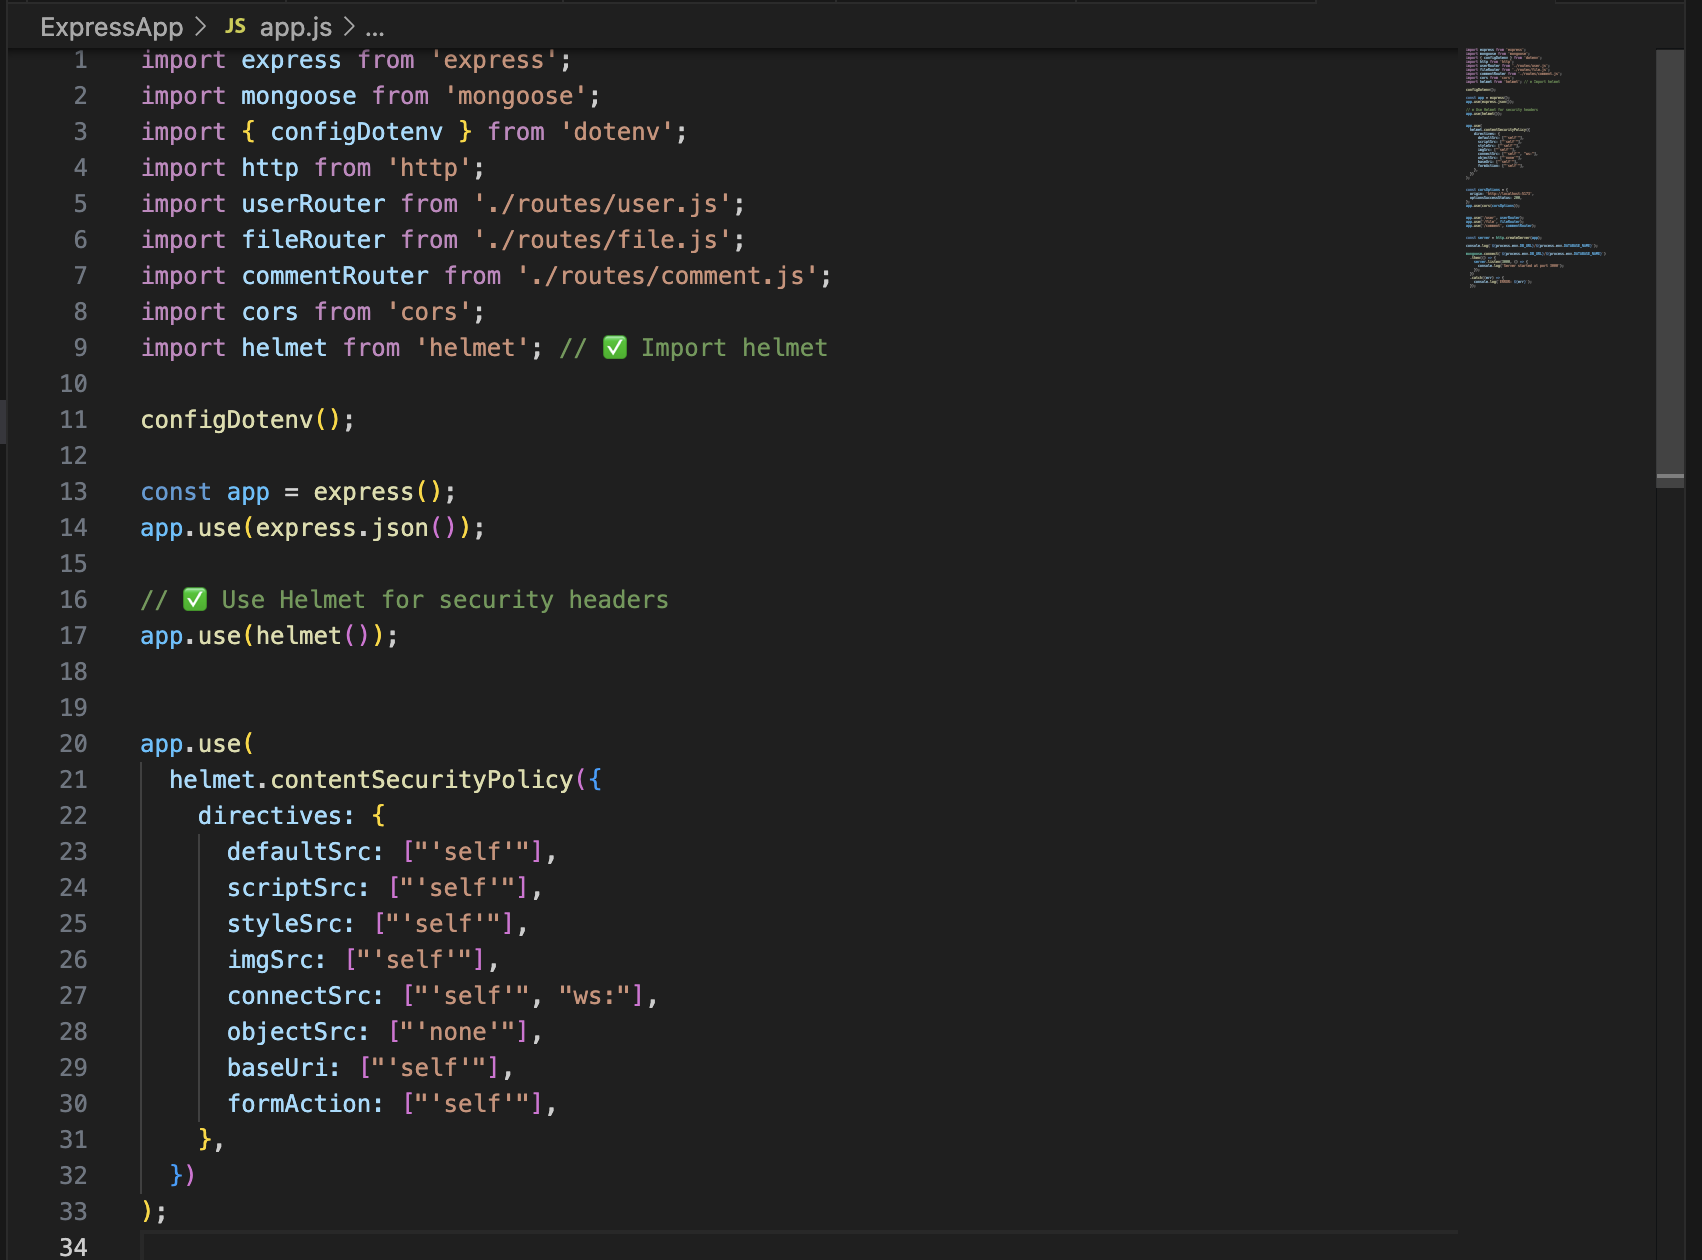 ExpressApp > JS app.js > ...
1 import express from 'express';
2 import mongoose from 'mongoose';
3 import { configDotenv } from 'dotenv';
4 import http from 'http';
5 import userRouter from './routes/user.js';
6 import fileRouter from './routes/file.js';
7 import commentRouter from './routes/comment.js';
8 import cors from 'cors';
9 import helmet from 'helmet'; // ✅ Import helmet
10
11 configDotenv();
12
13 const app = express();
14 app.use(express.json());
15
16 // ✅ Use Helmet for security headers
17 app.use(helmet());
18
19
20 app.use(
21   helmet.contentSecurityPolicy({
22     directives: {
23       defaultSrc: ["'self'"],
24       scriptSrc: ["'self'"],
25       styleSrc: ["'self'"],
26       imgSrc: ["'self'"],
27       connectSrc: ["'self'", "ws:"],
28       objectSrc: ["'none'"],
29       baseUri: ["'self'"],
30       formAction: ["'self'"],
31     },
32   })
33 );
34